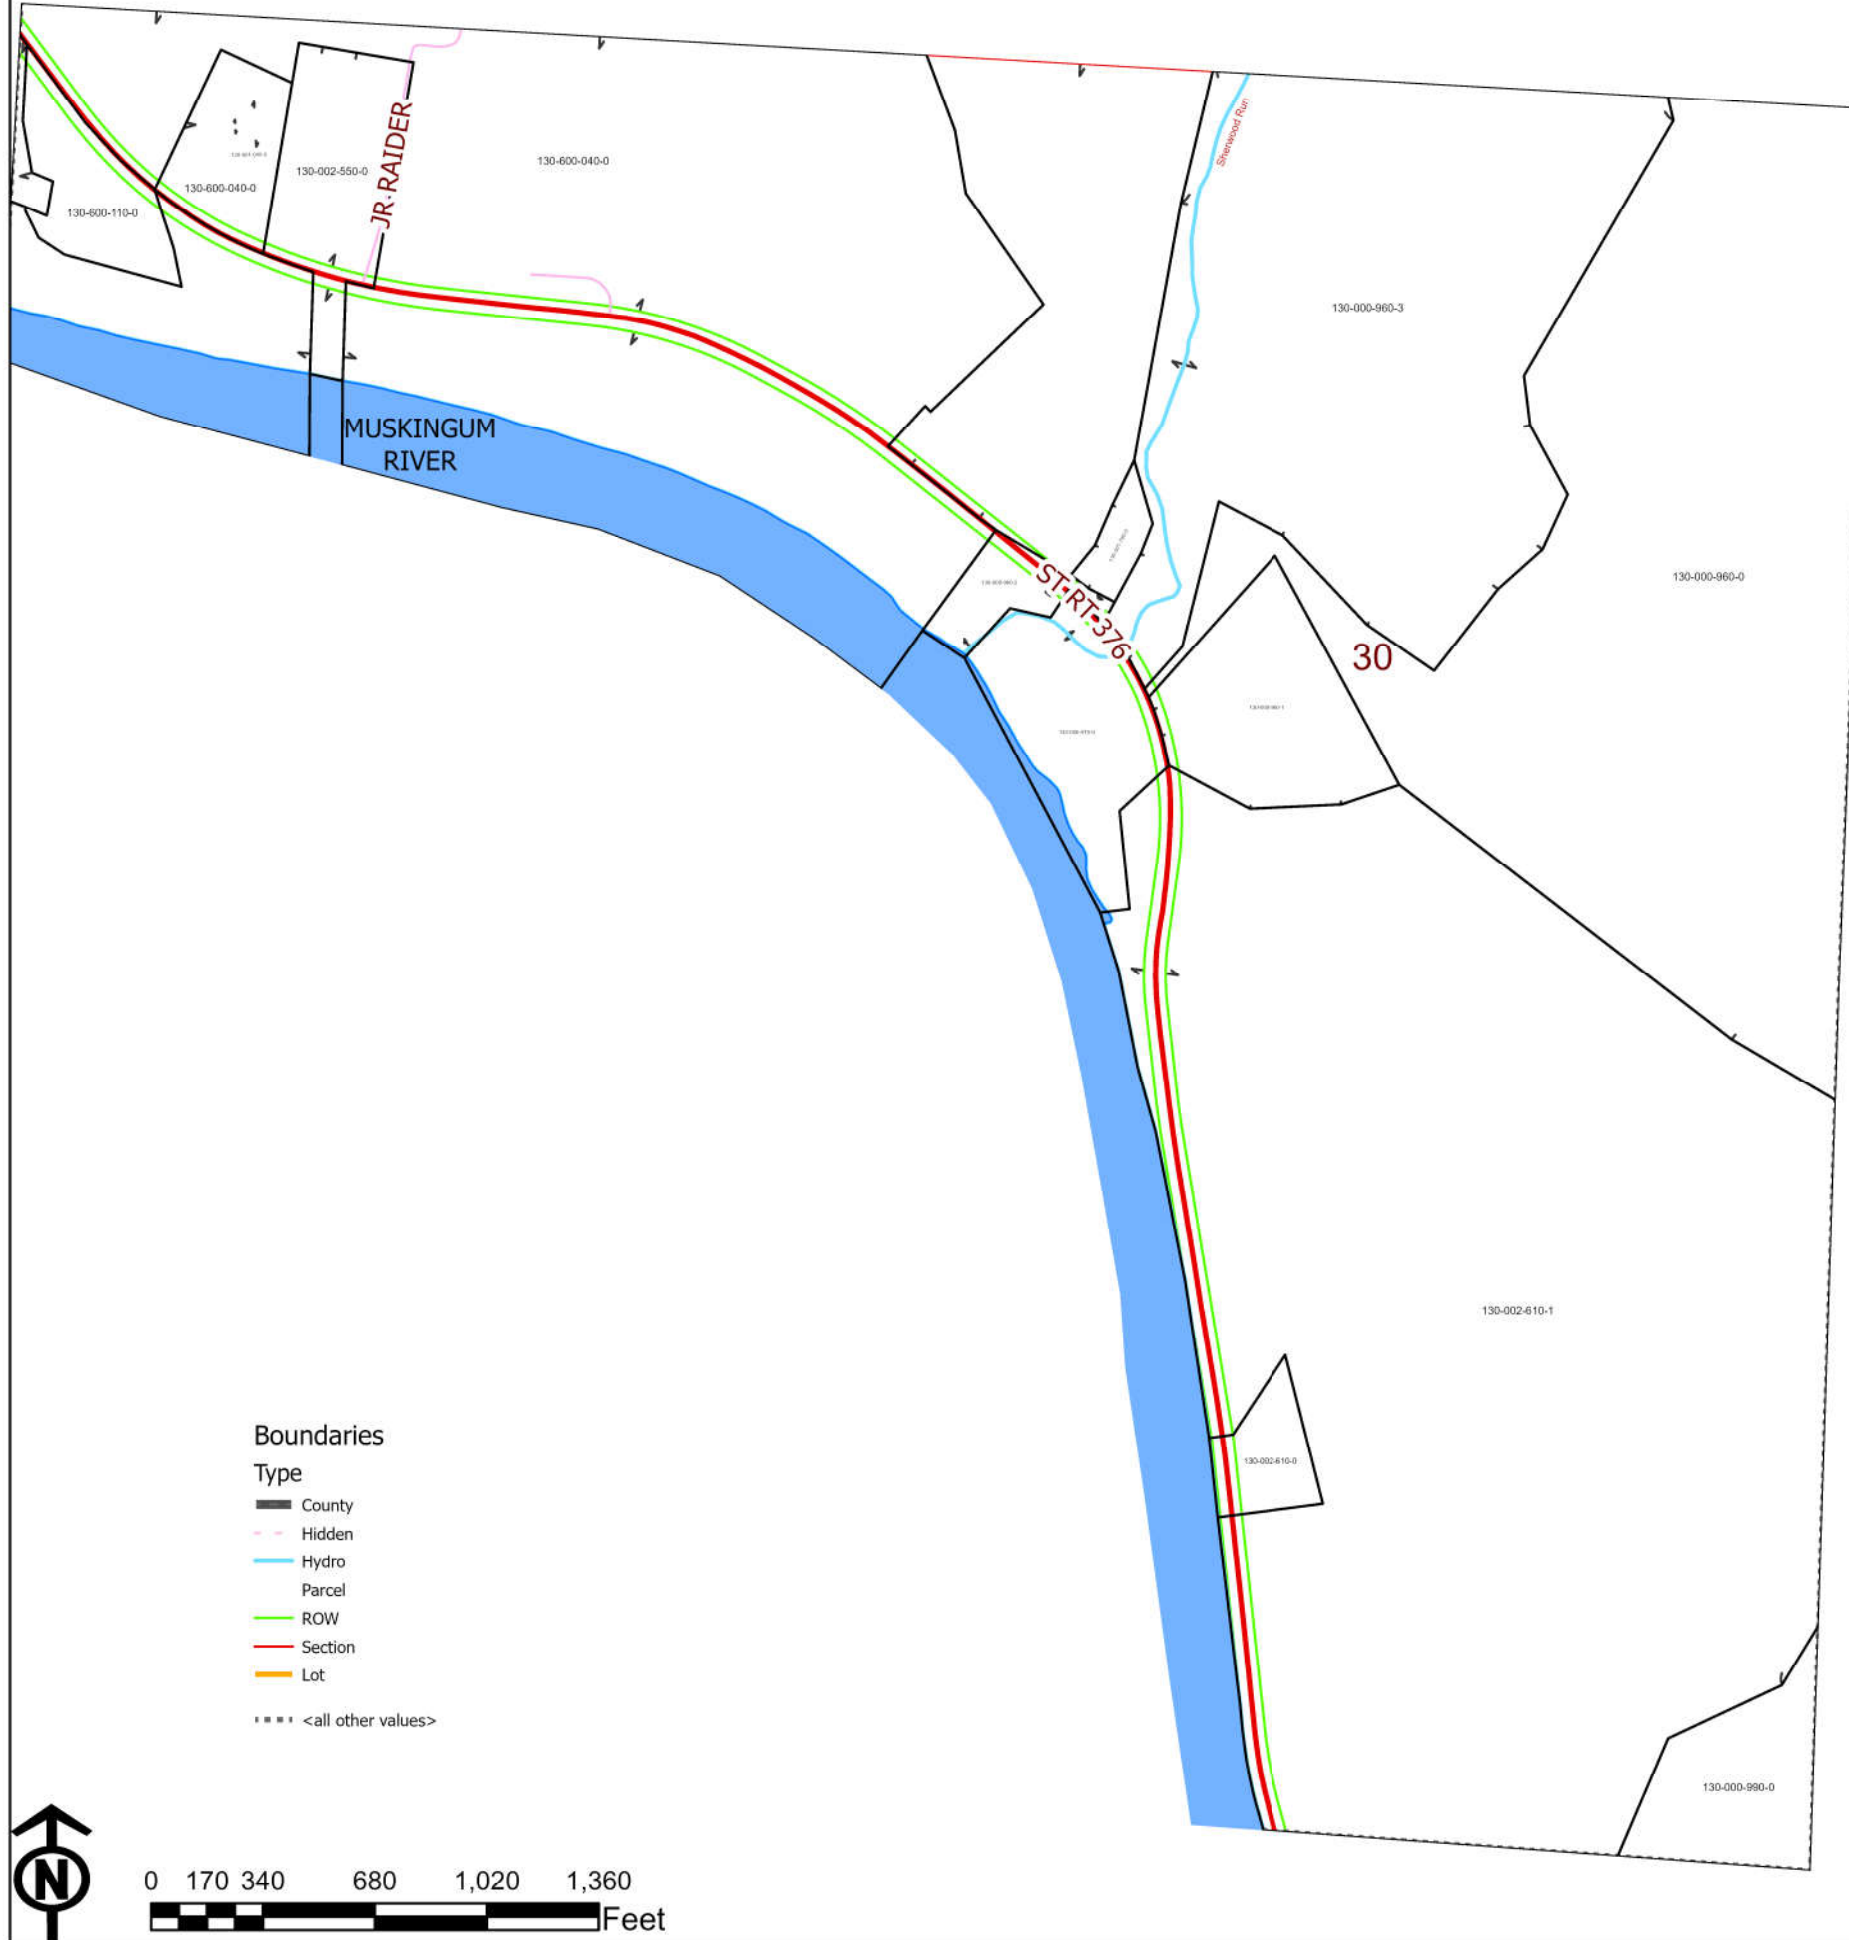 Sherwood Run
JR-RAIDER
130-600-040-0
130-002-550-0
130-600-040-0
130-600-110-0
130-000-960-3
MUSKINGUM
RIVER
ST-RT-376
130-000-960-0
30
130-002-610-1
130-002-610-0
130-000-990-0
Boundaries
Type
County
Hidden
Hydro
Parcel
ROW
Section
Lot
<all other values>
N
0 170 340 680 1,020 1,360
Feet